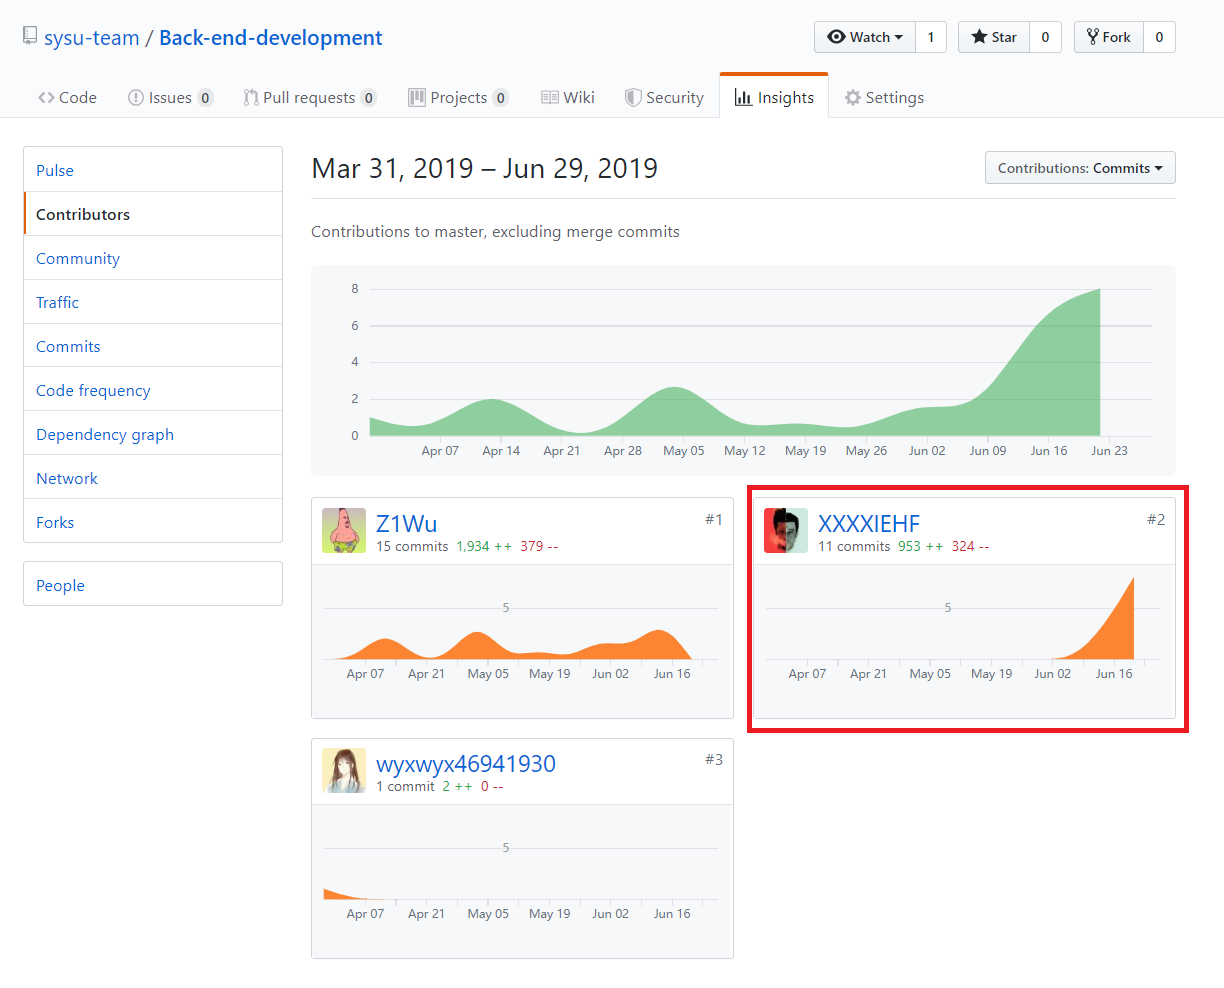 sysu-team / Back-end-development
Watch 1 Star 0 Fork 0
Code Issues 0 Pull requests 0 Projects 0 Wiki Security Insights Settings
Pulse
Contributors
Community
Traffic
Commits
Code frequency
Dependency graph
Network
Forks
People
Mar 31, 2019 – Jun 29, 2019
Contributions: Commits
Contributions to master, excluding merge commits
8
6
4
2
0
Apr 07 Apr 14 Apr 21 Apr 28 May 05 May 12 May 19 May 26 Jun 02 Jun 09 Jun 16 Jun 23
Z1Wu #1
15 commits 1,934 ++ 379 --
5
Apr 07 Apr 21 May 05 May 19 Jun 02 Jun 16
XXXXIEHF #2
11 commits 953 ++ 324 --
5
Apr 07 Apr 21 May 05 May 19 Jun 02 Jun 16
wyxwyx46941930 #3
1 commit 2 ++ 0 --
5
Apr 07 Apr 21 May 05 May 19 Jun 02 Jun 16